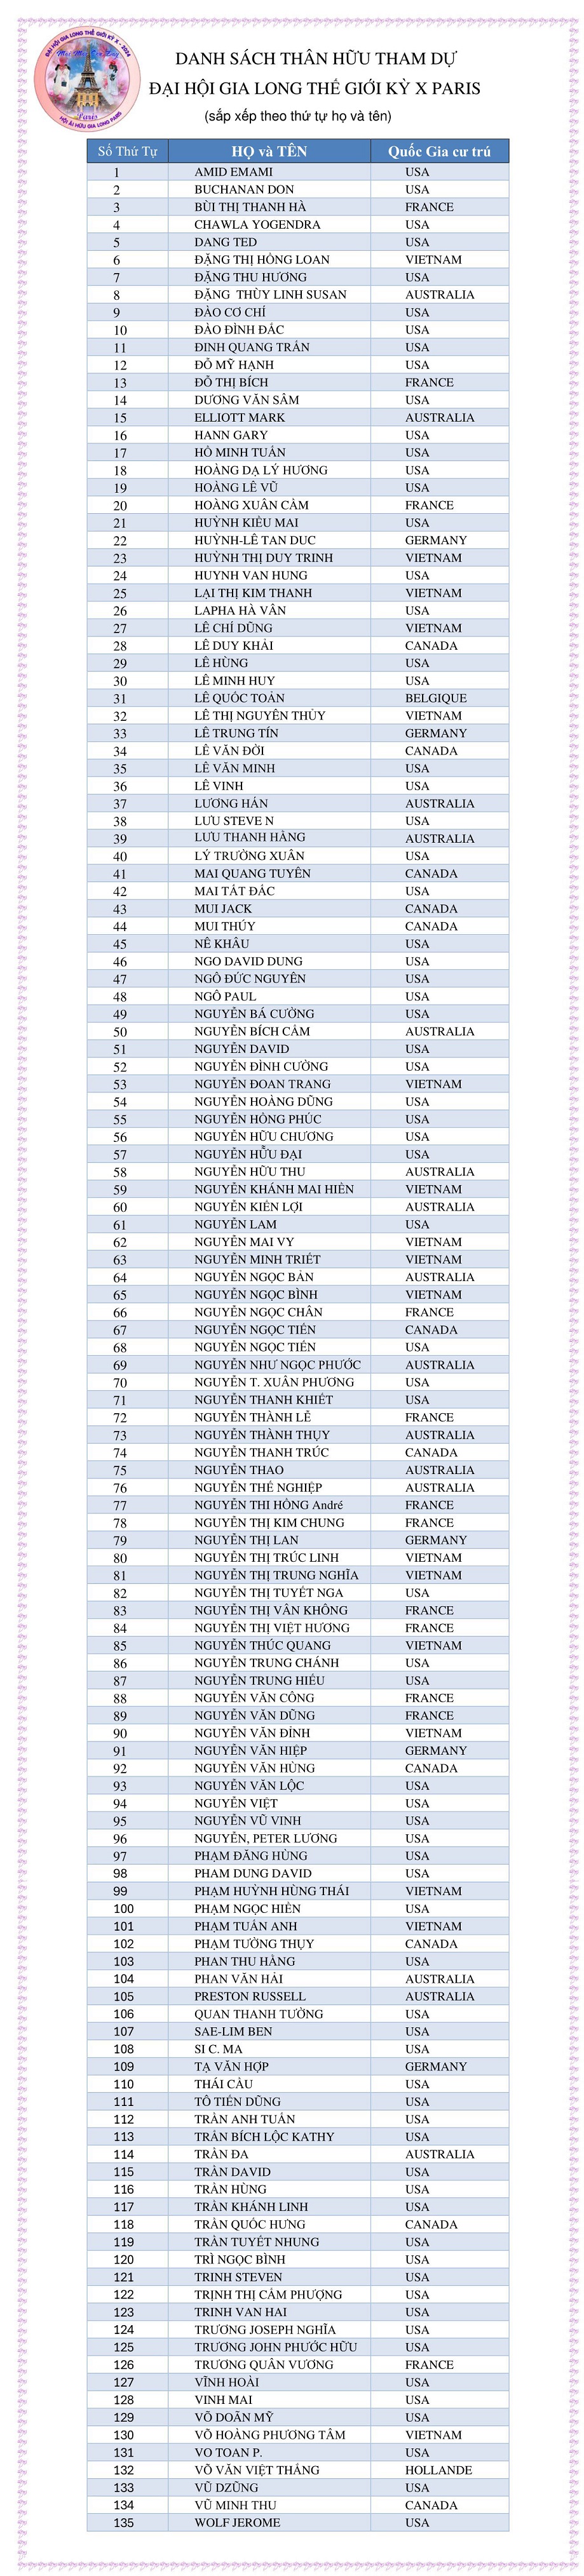 ĐẠI HỘI GIA LONG THẾ GIỚI KỲ X - 2024
Paris
HỘI ÁI HỮU GIA LONG PARIS
DANH SÁCH THÂN HỮU THAM DỰ
ĐẠI HỘI GIA LONG THẾ GIỚI KỲ X PARIS
(sắp xếp theo thứ tự họ và tên)
Số Thứ Tự HỌ và TÊN Quốc Gia cư trú
1 AMID EMAMI USA
2 BUCHANAN DON USA
3 BÙI THỊ THANH HÀ FRANCE
4 CHAWLA YOGENDRA USA
5 DANG TED USA
6 ĐẶNG THỊ HỒNG LOAN VIETNAM
7 ĐẶNG THU HƯƠNG USA
8 ĐẶNG THÙY LINH SUSAN AUSTRALIA
9 ĐÀO CƠ CHÍ USA
10 ĐÀO ĐÌNH ĐẮC USA
11 ĐINH QUANG TRẤN USA
12 ĐỖ MỸ HẠNH USA
13 ĐỖ THỊ BÍCH FRANCE
14 DƯƠNG VĂN SÂM USA
15 ELLIOTT MARK AUSTRALIA
16 HANN GARY USA
17 HỒ MINH TUẤN USA
18 HOÀNG DẠ LÝ HƯƠNG USA
19 HOÀNG LÊ VŨ USA
20 HOÀNG XUÂN CẦM FRANCE
21 HUỲNH KIỀU MAI USA
22 HUỲNH-LÊ TAN DUC GERMANY
23 HUỲNH THỊ DUY TRINH VIETNAM
24 HUYNH VAN HUNG USA
25 LẠI THỊ KIM THANH VIETNAM
26 LAPHA HÀ VÂN USA
27 LÊ CHÍ DŨNG VIETNAM
28 LÊ DUY KHẢI CANADA
29 LÊ HÙNG USA
30 LÊ MINH HUY USA
31 LÊ QUỐC TOẢN BELGIQUE
32 LÊ THỊ NGUYÊN THỦY VIETNAM
33 LÊ TRUNG TÍN GERMANY
34 LÊ VĂN ĐỜI CANADA
35 LÊ VĂN MINH USA
36 LÊ VINH USA
37 LƯƠNG HÁN AUSTRALIA
38 LƯU STEVE N USA
39 LƯU THANH HẰNG AUSTRALIA
40 LÝ TRƯỜNG XUÂN USA
41 MAI QUANG TUYÊN CANADA
42 MAI TẤT ĐẮC USA
43 MUI JACK CANADA
44 MUI THÚY CANADA
45 NÊ KHÂU USA
46 NGO DAVID DUNG USA
47 NGÔ ĐỨC NGUYÊN USA
48 NGÔ PAUL USA
49 NGUYỄN BÁ CƯỜNG USA
50 NGUYỄN BÍCH CẨM AUSTRALIA
51 NGUYỄN DAVID USA
52 NGUYỄN ĐÌNH CƯỜNG USA
53 NGUYỄN ĐOAN TRANG VIETNAM
54 NGUYỄN HOÀNG DŨNG USA
55 NGUYỄN HỒNG PHÚC USA
56 NGUYỄN HỮU CHƯƠNG USA
57 NGUYỄN HỮU ĐẠI USA
58 NGUYỄN HỮU THU AUSTRALIA
59 NGUYỄN KHÁNH MAI HIỀN VIETNAM
60 NGUYỄN KIẾN LỢI AUSTRALIA
61 NGUYỄN LAM USA
62 NGUYỄN MAI VY VIETNAM
63 NGUYỄN MINH TRIẾT VIETNAM
64 NGUYỄN NGỌC BẢN AUSTRALIA
65 NGUYỄN NGỌC BÌNH VIETNAM
66 NGUYỄN NGỌC CHÂN FRANCE
67 NGUYỄN NGỌC TIẾN CANADA
68 NGUYỄN NGỌC TIẾN USA
69 NGUYỄN NHƯ NGỌC PHƯỚC AUSTRALIA
70 NGUYỄN T. XUÂN PHƯƠNG USA
71 NGUYỄN THANH KHIẾT USA
72 NGUYỄN THÀNH LỄ FRANCE
73 NGUYỄN THÀNH THỤY AUSTRALIA
74 NGUYỄN THANH TRÚC CANADA
75 NGUYỄN THAO AUSTRALIA
76 NGUYỄN THẾ NGHIỆP AUSTRALIA
77 NGUYỄN THI HỒNG André FRANCE
78 NGUYỄN THỊ KIM CHUNG FRANCE
79 NGUYỄN THỊ LAN GERMANY
80 NGUYỄN THỊ TRÚC LINH VIETNAM
81 NGUYỄN THỊ TRUNG NGHĨA VIETNAM
82 NGUYỄN THỊ TUYẾT NGA USA
83 NGUYỄN THỊ VÂN KHÔNG FRANCE
84 NGUYỄN THỊ VIỆT HƯƠNG FRANCE
85 NGUYỄN THÚC QUANG VIETNAM
86 NGUYỄN TRUNG CHÁNH USA
87 NGUYỄN TRUNG HIẾU USA
88 NGUYỄN VĂN CÔNG FRANCE
89 NGUYỄN VĂN DŨNG FRANCE
90 NGUYỄN VĂN ĐÌNH VIETNAM
91 NGUYỄN VĂN HIỆP GERMANY
92 NGUYỄN VĂN HÙNG CANADA
93 NGUYỄN VĂN LỘC USA
94 NGUYỄN VIỆT USA
95 NGUYỄN VŨ VINH USA
96 NGUYỄN, PETER LƯƠNG USA
97 PHẠM ĐĂNG HÙNG USA
98 PHAM DUNG DAVID USA
99 PHẠM HUỲNH HÙNG THÁI VIETNAM
100 PHẠM NGỌC HIỀN USA
101 PHẠM TUẤN ANH VIETNAM
102 PHẠM TƯỜNG THỤY CANADA
103 PHAN THU HẰNG USA
104 PHAN VĂN HẢI AUSTRALIA
105 PRESTON RUSSELL AUSTRALIA
106 QUAN THANH TƯỜNG USA
107 SAE-LIM BEN USA
108 SI C. MA USA
109 TẠ VĂN HỢP GERMANY
110 THÁI CẦU USA
111 TÔ TIẾN DŨNG USA
112 TRẦN ANH TUẤN USA
113 TRẦN BÍCH LỘC KATHY USA
114 TRẦN ĐA AUSTRALIA
115 TRẦN DAVID USA
116 TRẦN HÙNG USA
117 TRẦN KHÁNH LINH USA
118 TRẦN QUỐC HƯNG CANADA
119 TRẦN TUYẾT NHUNG USA
120 TRÌ NGỌC BÌNH USA
121 TRINH STEVEN USA
122 TRỊNH THỊ CẨM PHƯỢNG USA
123 TRINH VAN HAI USA
124 TRƯƠNG JOSEPH NGHĨA USA
125 TRƯƠNG JOHN PHƯỚC HỮU USA
126 TRƯƠNG QUÂN VƯƠNG FRANCE
127 VĨNH HOÀI USA
128 VINH MAI USA
129 VÕ DOÃN MỸ USA
130 VÕ HOÀNG PHƯƠNG TÂM VIETNAM
131 VO TOAN P. USA
132 VÕ VĂN VIỆT THẮNG HOLLANDE
133 VŨ DZŨNG USA
134 VŨ MINH THU CANADA
135 WOLF JEROME USA